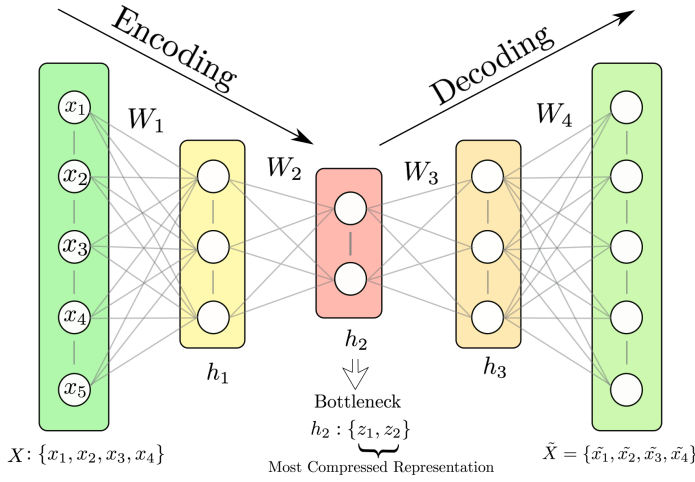 Encoding
Decoding
W₁
W₂
W₃
W₄
x₁
x₂
x₃
x₄
x₅
h₁
h₂
h₃
Bottleneck
h₂ : {z₁, z₂}
Most Compressed Representation
X: {x₁, x₂, x₃, x₄}
X̃ = {x̃₁, x̃₂, x̃₃, x̃₄}